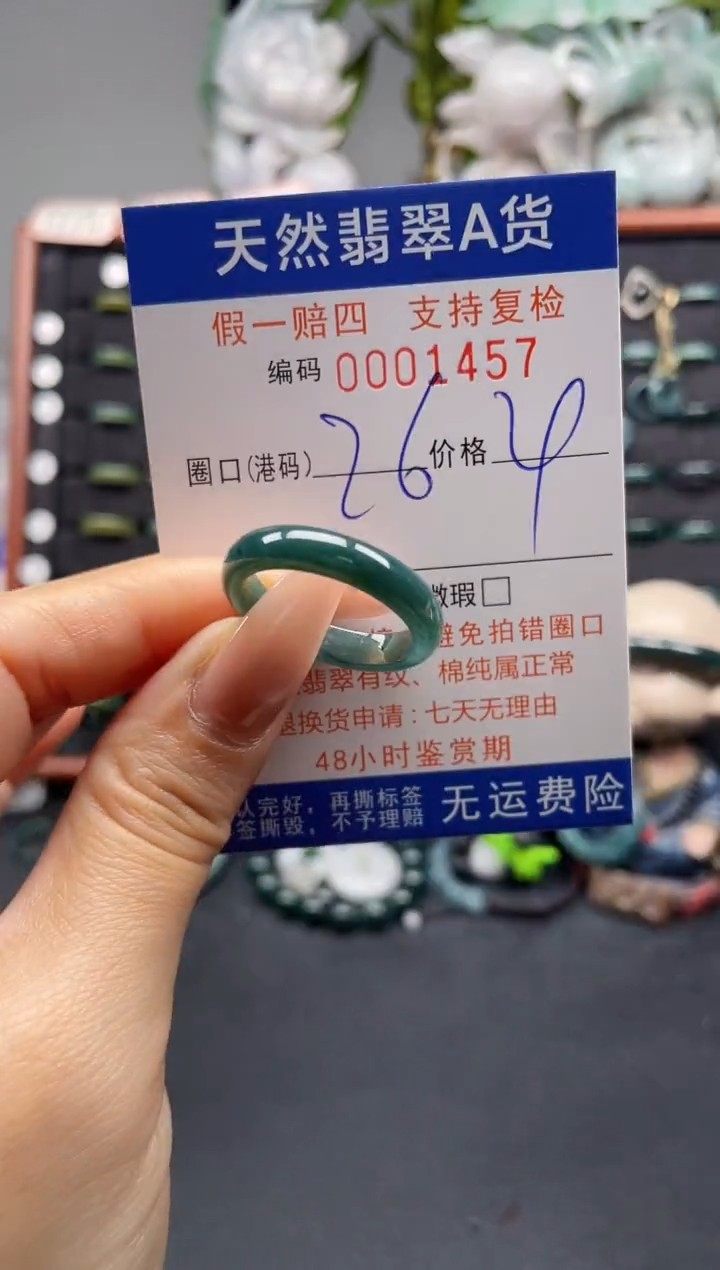 天然翡翠A货
假一赔四 支持复检
编码 0001457
圈口(港码) 26 价格 4
微瑕□
避免拍错圈口
翡翠有纹、棉纯属正常
退换货申请：七天无理由
48小时鉴赏期
认完好，再撕标签 无运费险
签撕毁，不予理赔